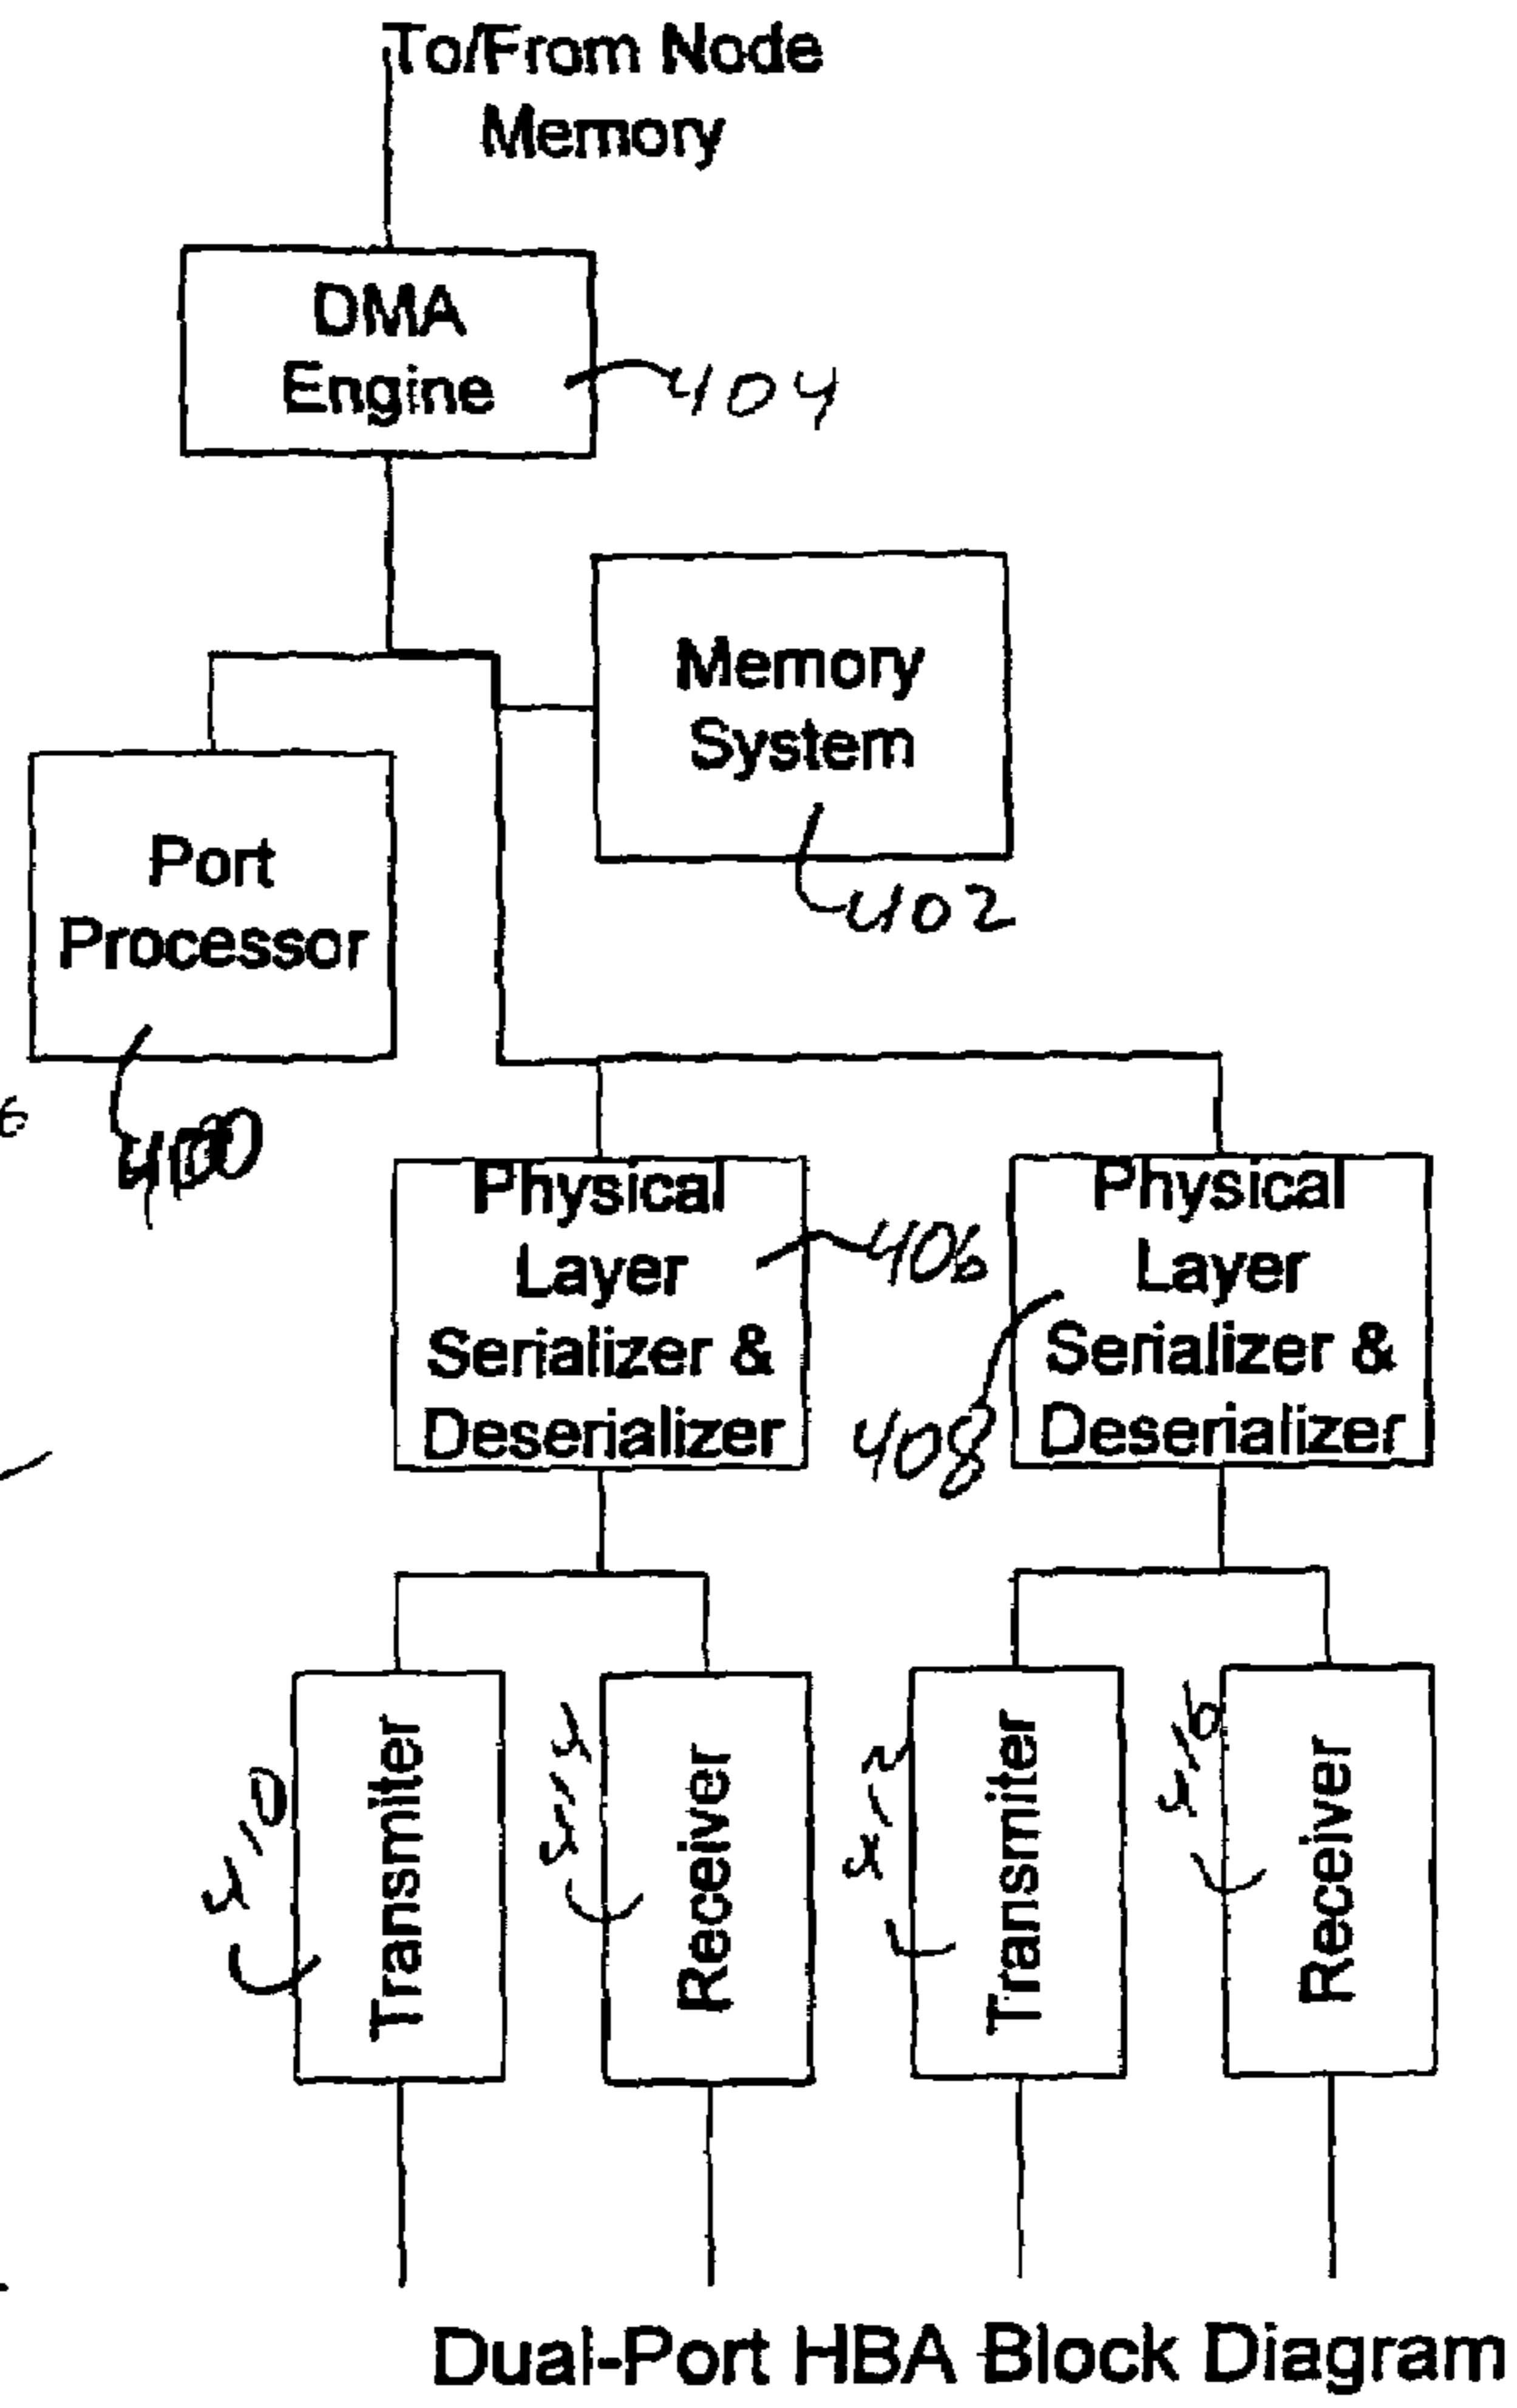 To/From Node
Memory
DMA
Engine
404
Memory
System
402
Port
Processor
400
Physical
Layer
Serializer &
Deserializer
406
Physical
Layer
Serializer &
Deserializer
408
Transmiter
410
Receiver
414
Transmiter
412
Receiver
416
Dual-Port HBA Block Diagram